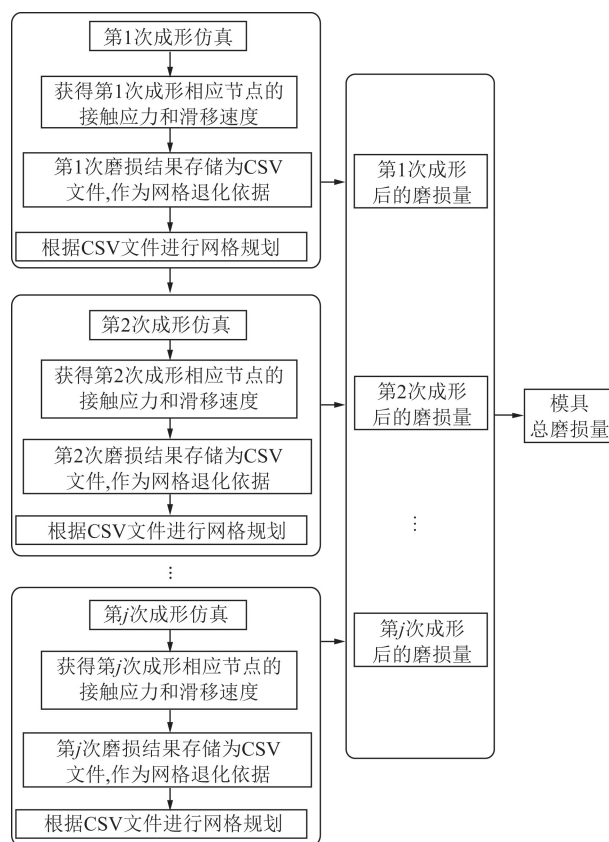 第1次成形仿真
获得第1次成形相应节点的
接触应力和滑移速度
第1次磨损结果存储为CSV
文件,作为网格退化依据
根据CSV文件进行网格规划
第1次成形
后的磨损量
第2次成形仿真
获得第2次成形相应节点的
接触应力和滑移速度
第2次磨损结果存储为CSV
文件,作为网格退化依据
根据CSV文件进行网格规划
第2次成形
后的磨损量
模具
总磨损量
⋮
⋮
第j次成形仿真
获得第j次成形相应节点的
接触应力和滑移速度
第j次磨损结果存储为CSV
文件,作为网格退化依据
根据CSV文件进行网格规划
第j次成形
后的磨损量